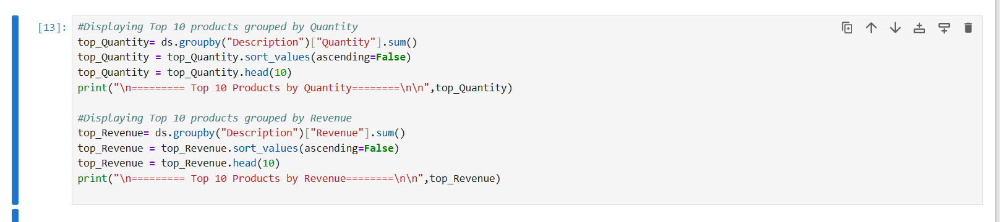 [13]:
#Displaying Top 10 products grouped by Quantity
top_Quantity= ds.groupby("Description")["Quantity"].sum()
top_Quantity = top_Quantity.sort_values(ascending=False)
top_Quantity = top_Quantity.head(10)
print("\n========= Top 10 Products by Quantity========\n\n",top_Quantity)

#Displaying Top 10 products grouped by Revenue
top_Revenue= ds.groupby("Description")["Revenue"].sum()
top_Revenue = top_Revenue.sort_values(ascending=False)
top_Revenue = top_Revenue.head(10)
print("\n========= Top 10 Products by Revenue========\n\n",top_Revenue)